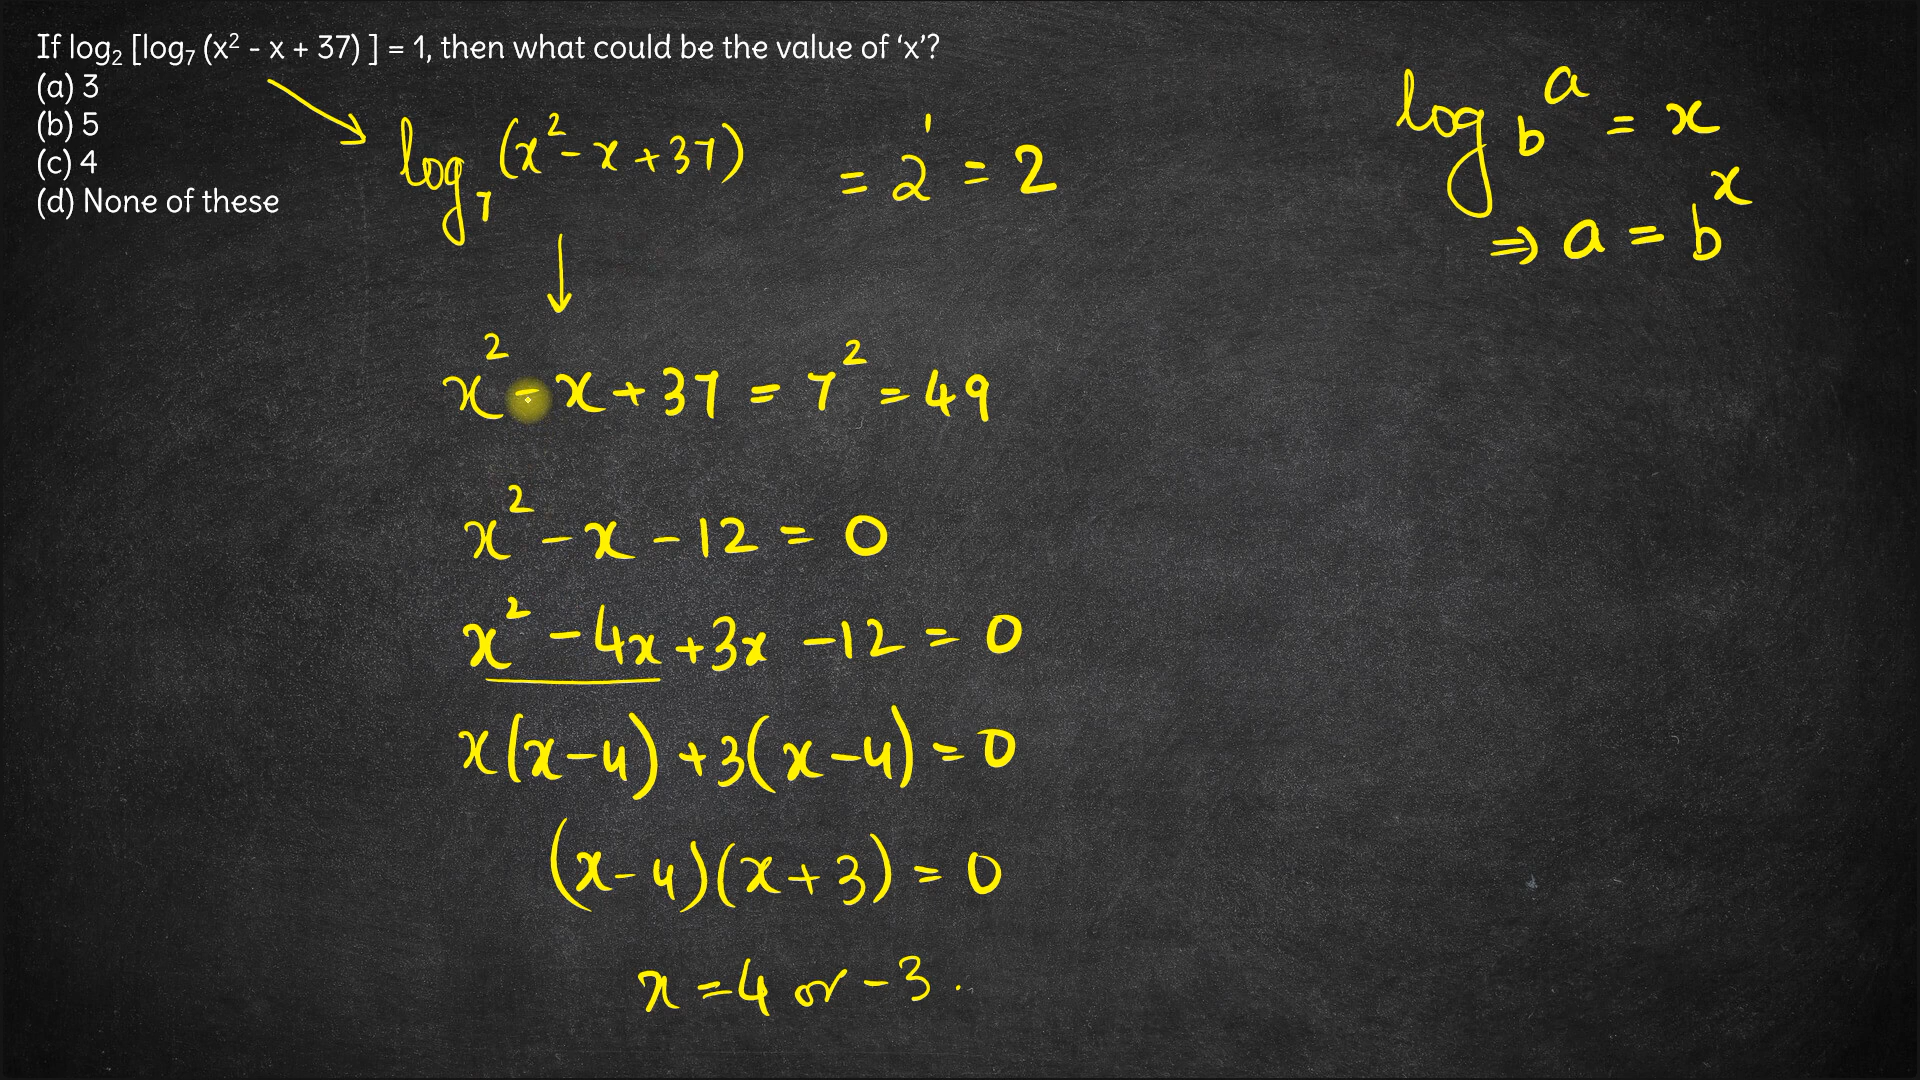 If log₂ [log₇ (x² - x + 37) ] = 1, then what could be the value of ‘x’?
(a) 3
(b) 5
(c) 4
(d) None of these
log₇ (x² - x + 37) = 2¹ = 2
x² - x + 37 = 7² = 49
x² - x - 12 = 0
x² - 4x + 3x - 12 = 0
x(x-4) + 3(x-4) = 0
(x-4)(x+3) = 0
x = 4 or -3.
log_b a = x
⇒ a = bˣ